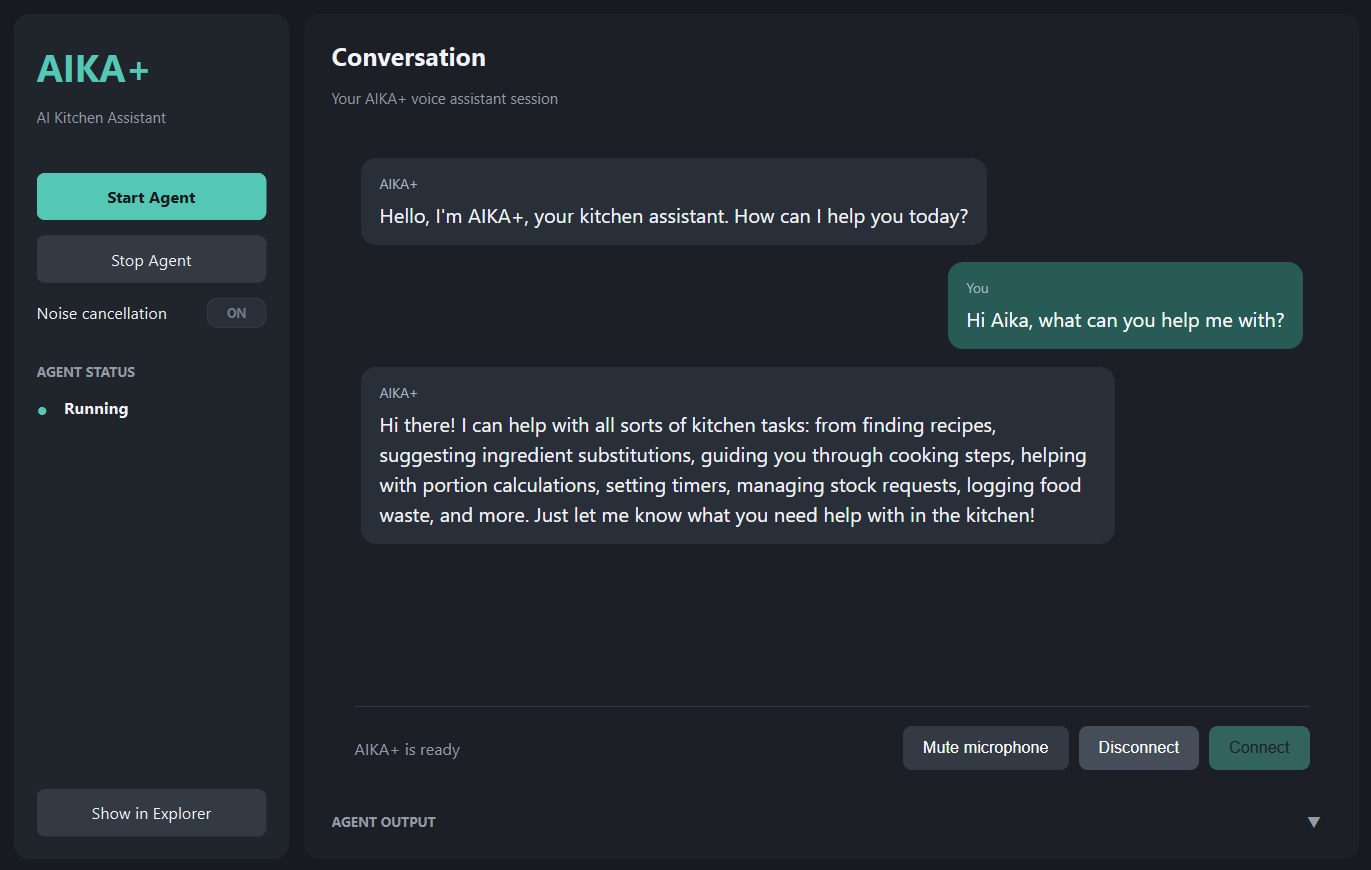 AIKA+
AI Kitchen Assistant
Start Agent
Stop Agent
Noise cancellation
ON
AGENT STATUS
Running
Show in Explorer
Conversation
Your AIKA+ voice assistant session
AIKA+
Hello, I'm AIKA+, your kitchen assistant. How can I help you today?
You
Hi Aika, what can you help me with?
AIKA+
Hi there! I can help with all sorts of kitchen tasks: from finding recipes,
suggesting ingredient substitutions, guiding you through cooking steps, helping
with portion calculations, setting timers, managing stock requests, logging food
waste, and more. Just let me know what you need help with in the kitchen!
AIKA+ is ready
Mute microphone
Disconnect
Connect
AGENT OUTPUT